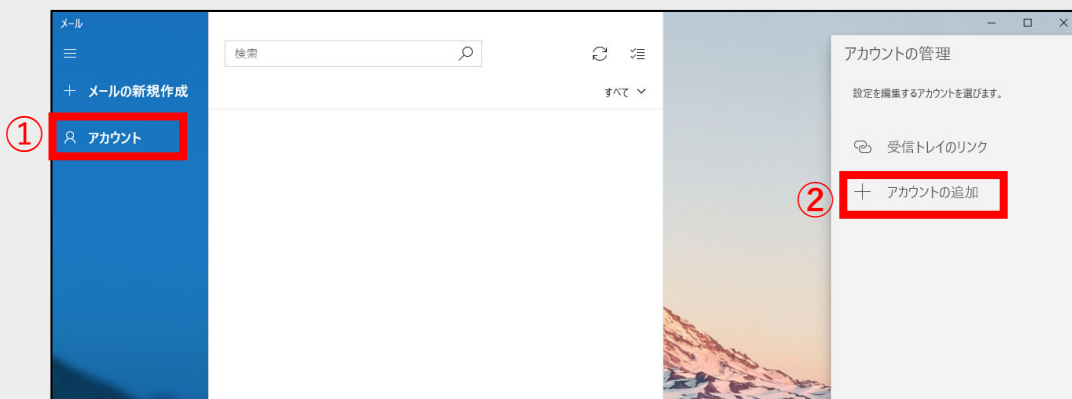 メール
検索
アカウントの管理
+ メールの新規作成
すべて
設定を編集するアカウントを選びます。
① アカウント
受信トレイのリンク
② + アカウントの追加